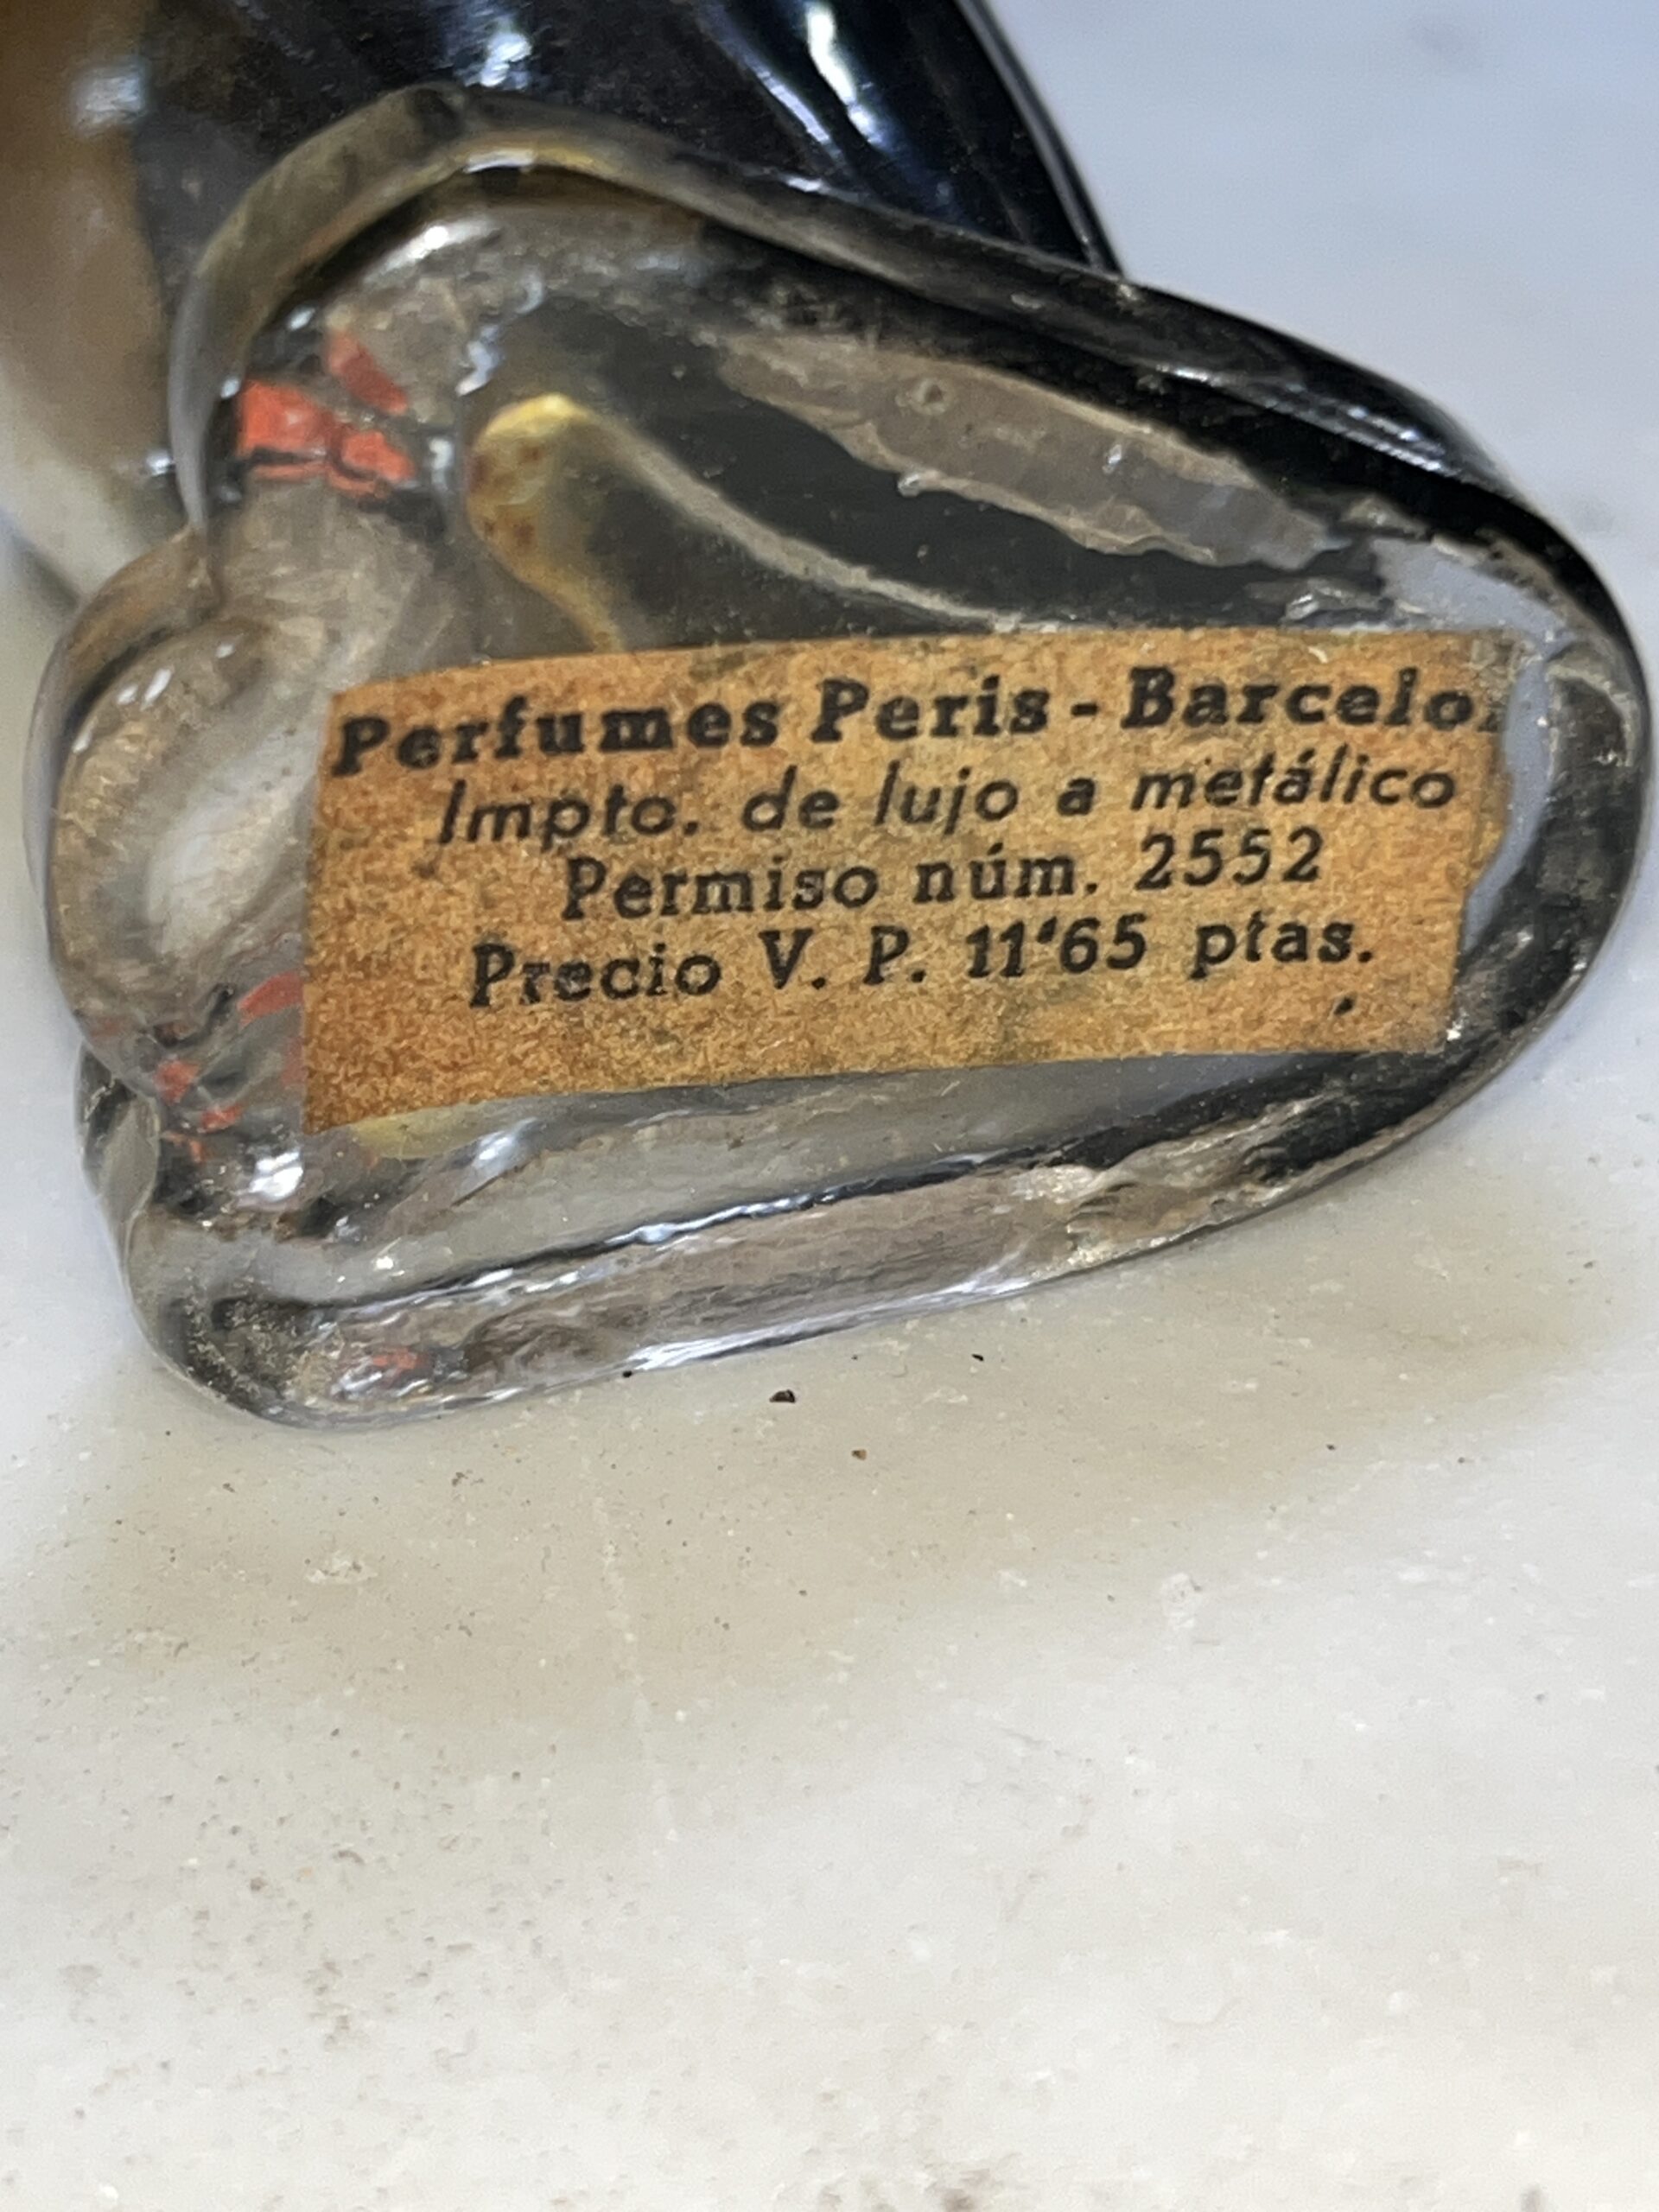 Perfumes Peris - Barcelo
Impto. de lujo a metálico
Permiso núm. 2552
Precio V. P. 11'65 ptas.